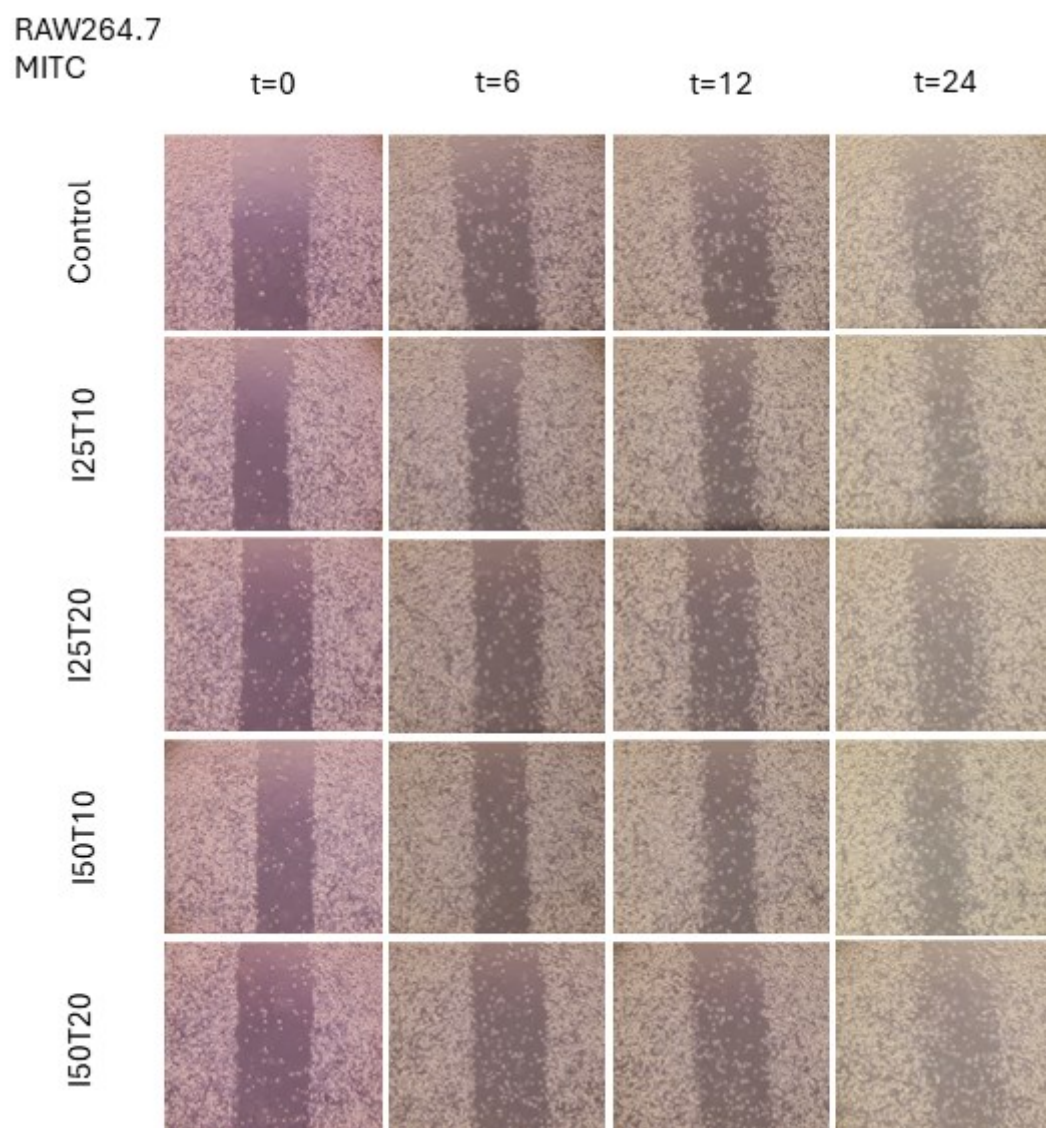 RAW264.7
MITC
t=0 t=6 t=12 t=24
Control
I25T10
I25T20
I50T10
I50T20